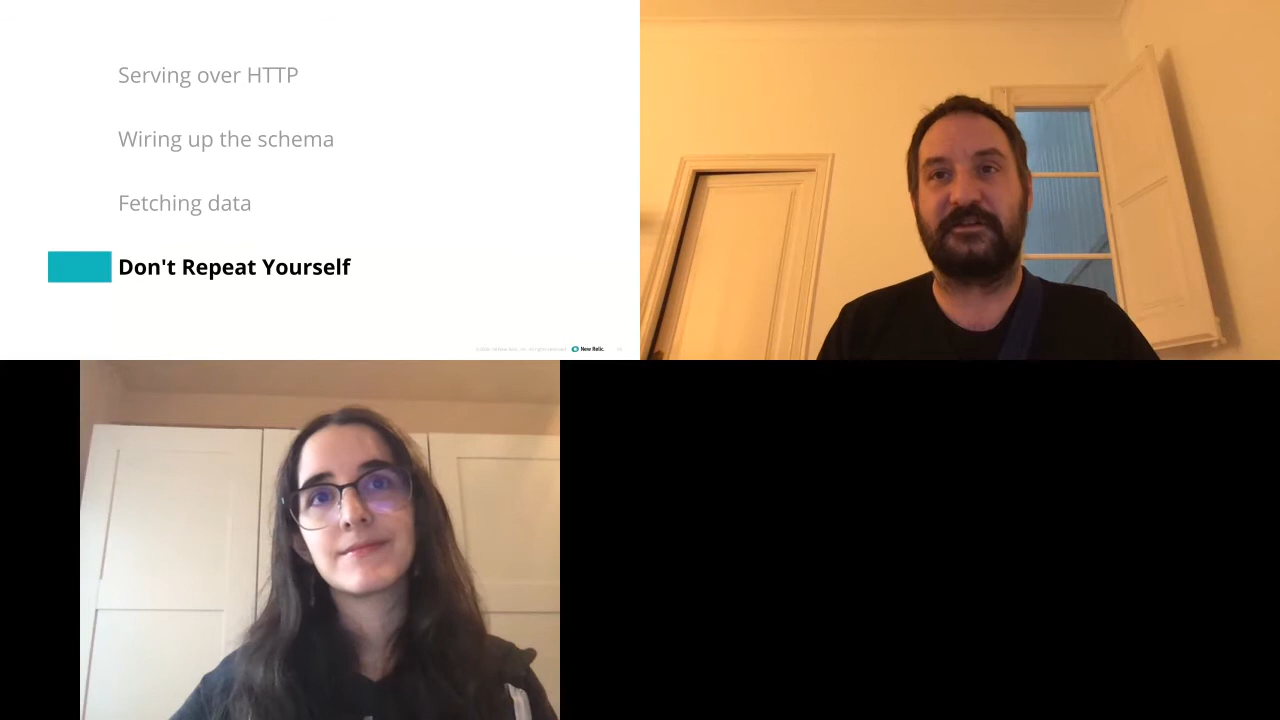 Serving over HTTP
Wiring up the schema
Fetching data
Don't Repeat Yourself
New Relic